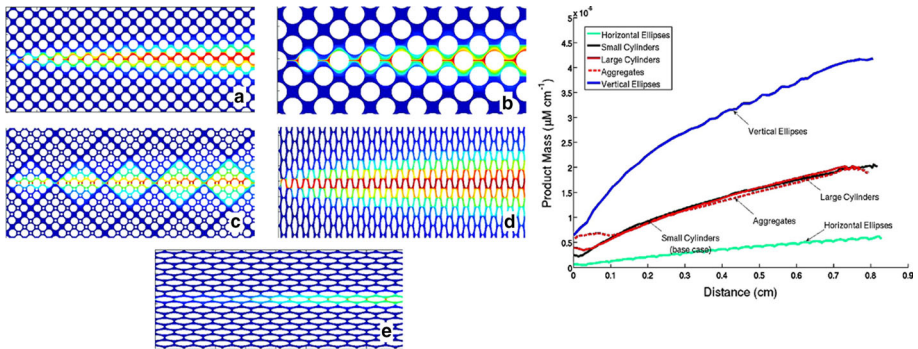 a
b
c
d
e
5 x 10⁻⁶
4.5
4
3.5
3
2.5
2
1.5
1
0.5
0
Product Mass (µM cm⁻¹)
Horizontal Ellipses
Small Cylinders
Large Cylinders
Aggregates
Vertical Ellipses
Vertical Ellipses
Large Cylinders
Aggregates
Horizontal Ellipses
Small Cylinders
(base case)
0 0.1 0.2 0.3 0.4 0.5 0.6 0.7 0.8 0.9
Distance (cm)